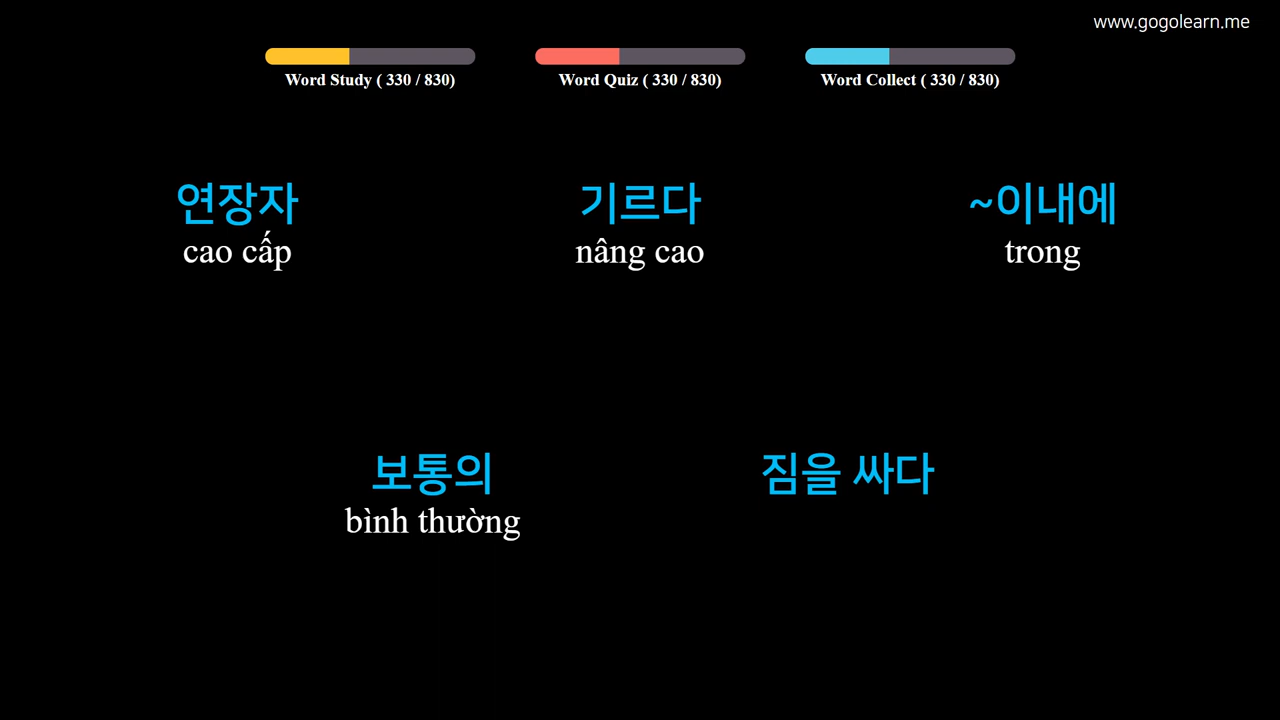 www.gogolearn.me
Word Study ( 330 / 830)
Word Quiz ( 330 / 830)
Word Collect ( 330 / 830)
연장자
cao cấp
기르다
nâng cao
~이내에
trong
보통의
bình thường
짐을 싸다